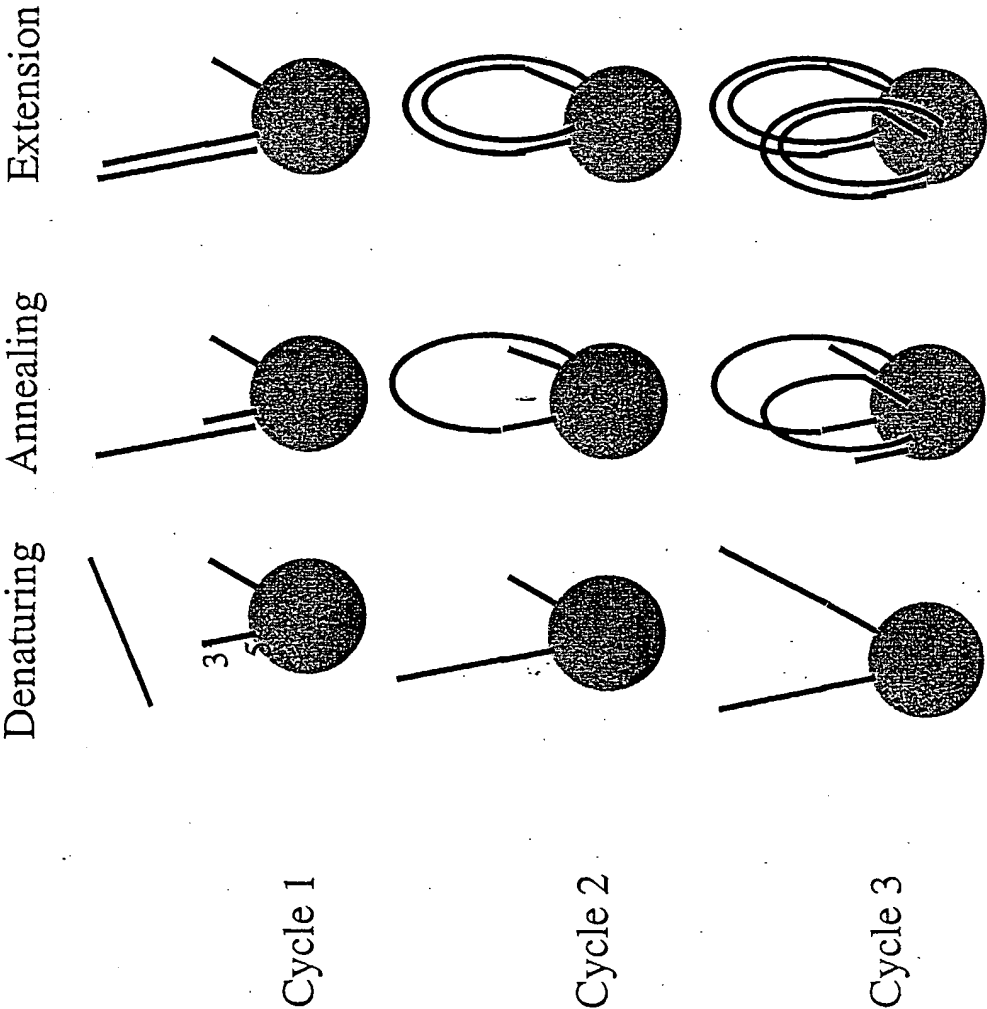 Denaturing
Annealing
Extension
Cycle 1
3'
5'
Cycle 2
Cycle 3